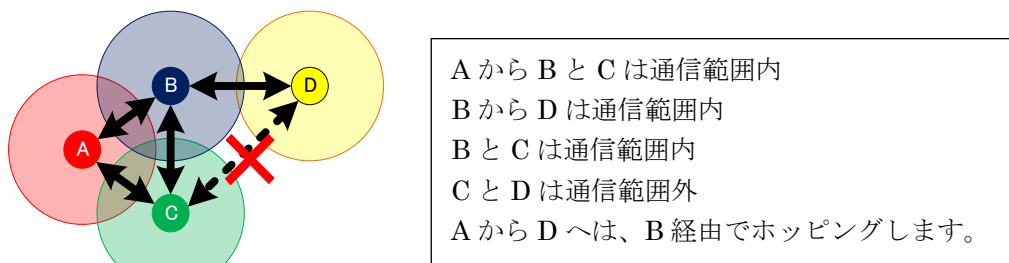 B
D
A
C
A から B と C は通信範囲内
B から D は通信範囲内
B と C は通信範囲内
C と D は通信範囲外
A から D へは、B 経由でホッピングします。